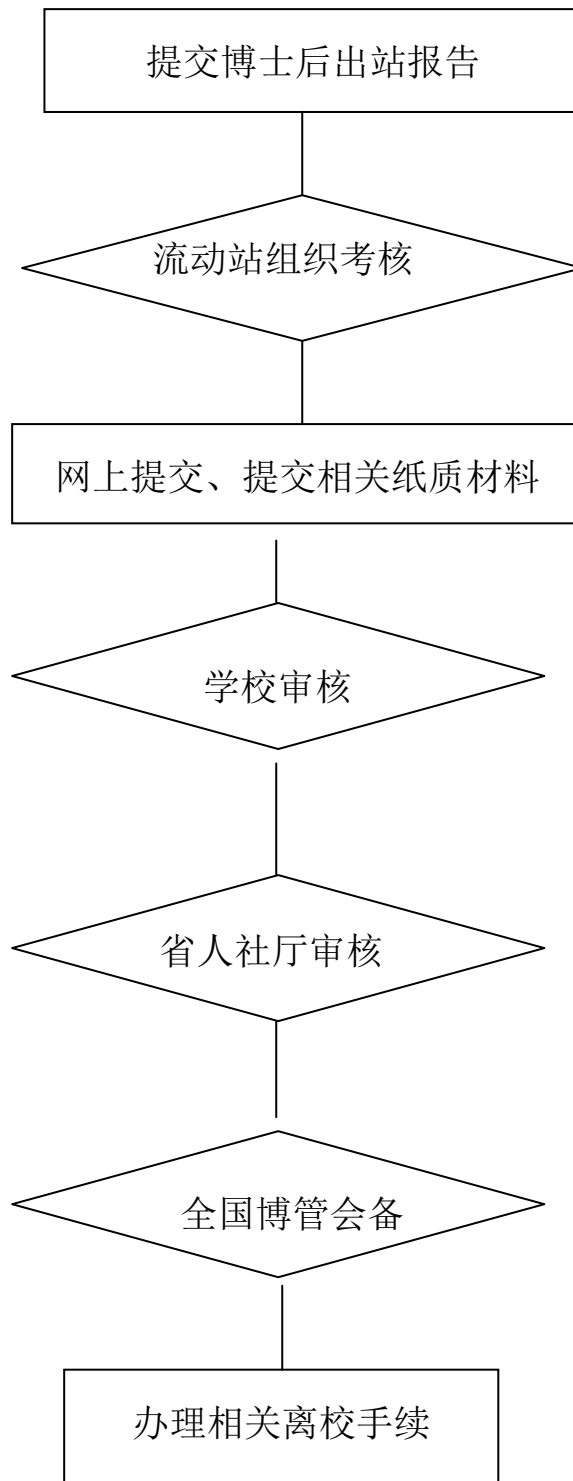 提交博士后出站报告
流动站组织考核
网上提交、提交相关纸质材料
学校审核
省人社厅审核
全国博管会备
办理相关离校手续